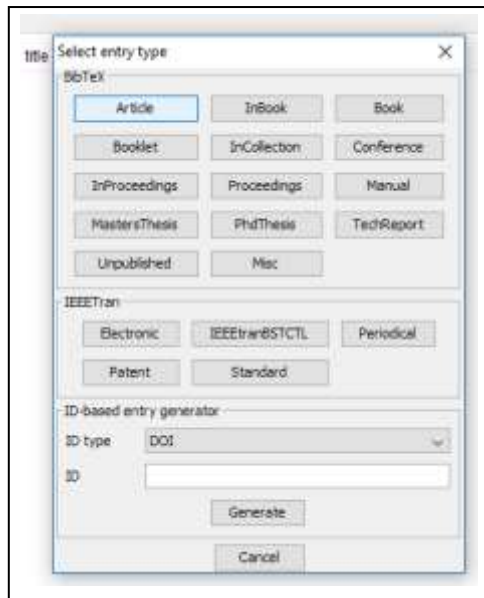 title
Select entry type
BibTeX
Article InBook Book
Booklet InCollection Conference
InProceedings Proceedings Manual
MastersThesis PhdThesis TechReport
Unpublished Misc
IEEETran
Electronic IEEEtranBSTCTL Periodical
Patent Standard
ID-based entry generator
ID type DOI
ID
Generate
Cancel